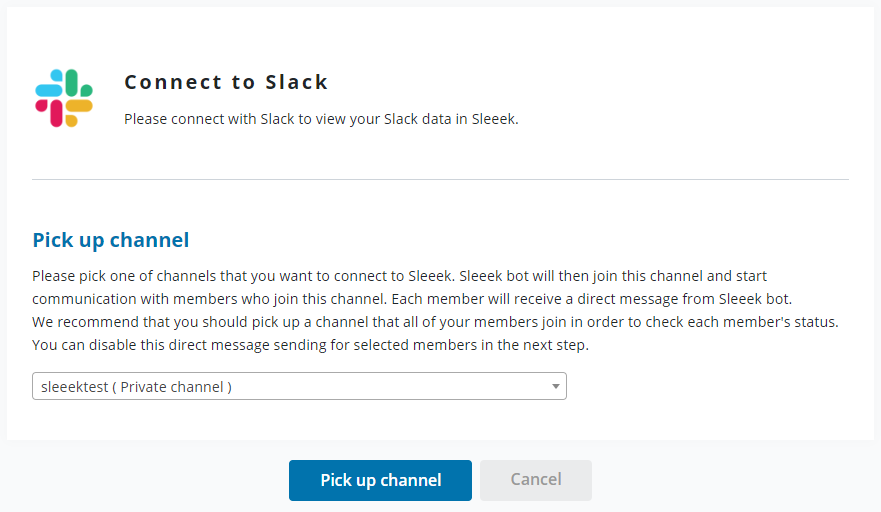 Connect to Slack
Please connect with Slack to view your Slack data in Sleeek.
Pick up channel
Please pick one of channels that you want to connect to Sleeek. Sleeek bot will then join this channel and start
communication with members who join this channel. Each member will receive a direct message from Sleeek bot.
We recommend that you should pick up a channel that all of your members join in order to check each member's status.
You can disable this direct message sending for selected members in the next step.
sleeektest ( Private channel )
Pick up channel
Cancel